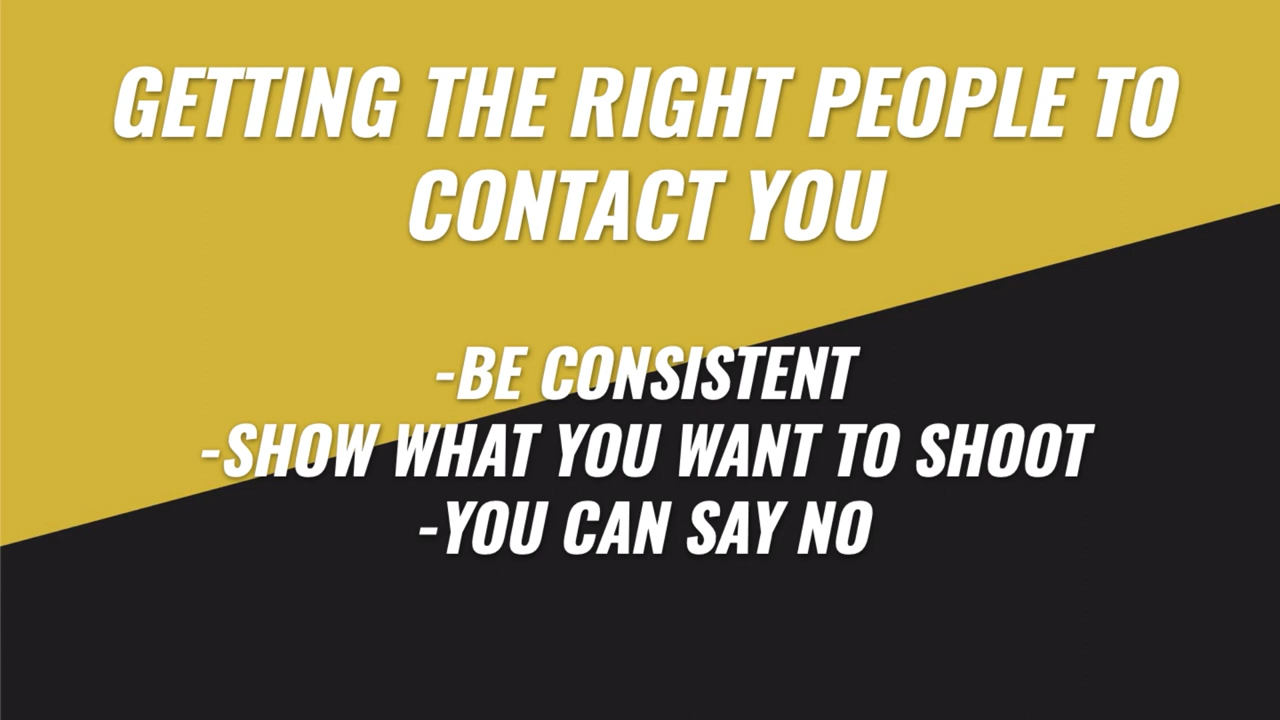 GETTING THE RIGHT PEOPLE TO
CONTACT YOU
-BE CONSISTENT
-SHOW WHAT YOU WANT TO SHOOT
-YOU CAN SAY NO